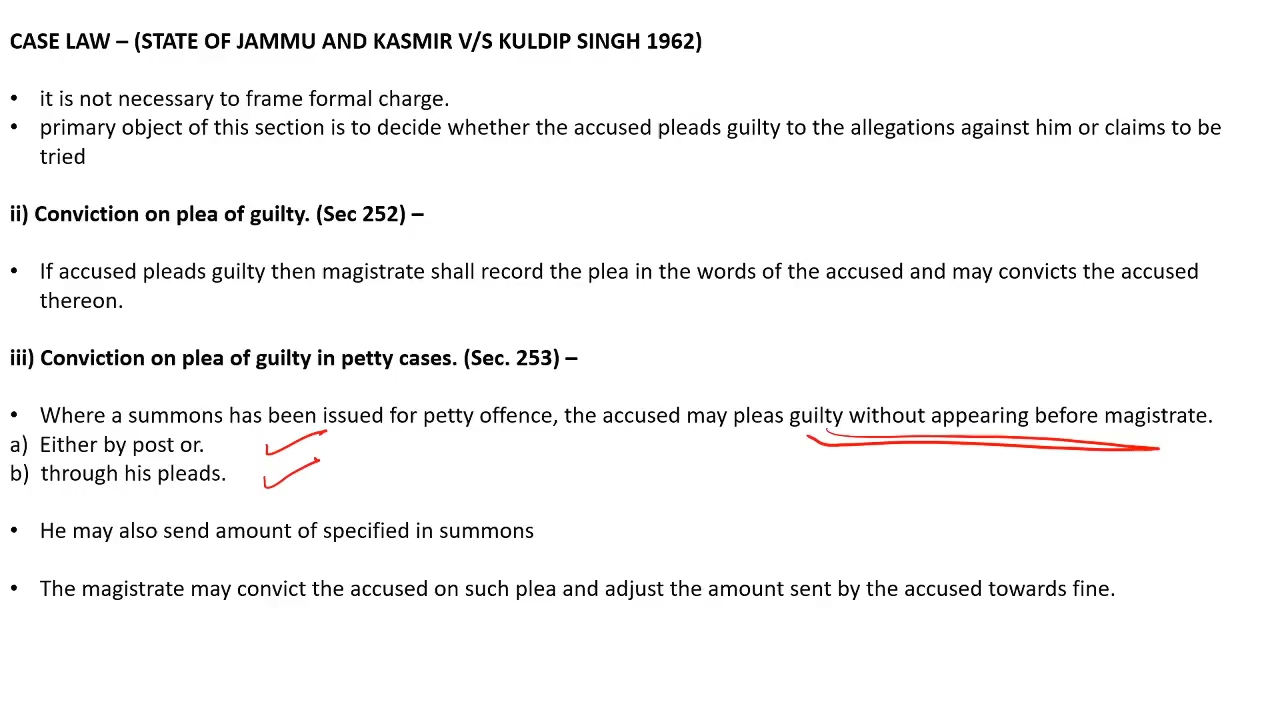 CASE LAW – (STATE OF JAMMU AND KASMIR V/S KULDIP SINGH 1962)
• it is not necessary to frame formal charge.
• primary object of this section is to decide whether the accused pleads guilty to the allegations against him or claims to be
tried
ii) Conviction on plea of guilty. (Sec 252) –
• If accused pleads guilty then magistrate shall record the plea in the words of the accused and may convicts the accused
thereon.
iii) Conviction on plea of guilty in petty cases. (Sec. 253) –
• Where a summons has been issued for petty offence, the accused may pleas guilty without appearing before magistrate.
a) Either by post or.
b) through his pleads.
• He may also send amount of specified in summons
• The magistrate may convict the accused on such plea and adjust the amount sent by the accused towards fine.